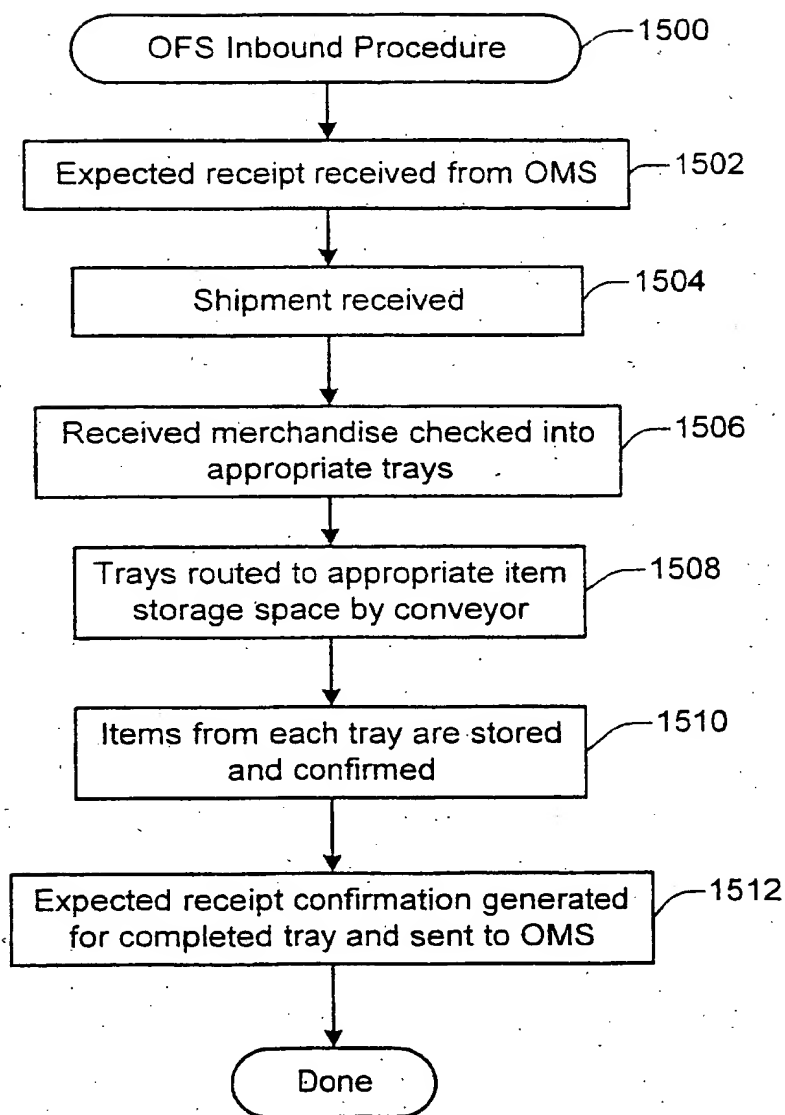 OFS Inbound Procedure
1500
Expected receipt received from OMS
1502
Shipment received
1504
Received merchandise checked into
appropriate trays
1506
Trays routed to appropriate item
storage space by conveyor
1508
Items from each tray are stored
and confirmed
1510
Expected receipt confirmation generated
for completed tray and sent to OMS
1512
Done